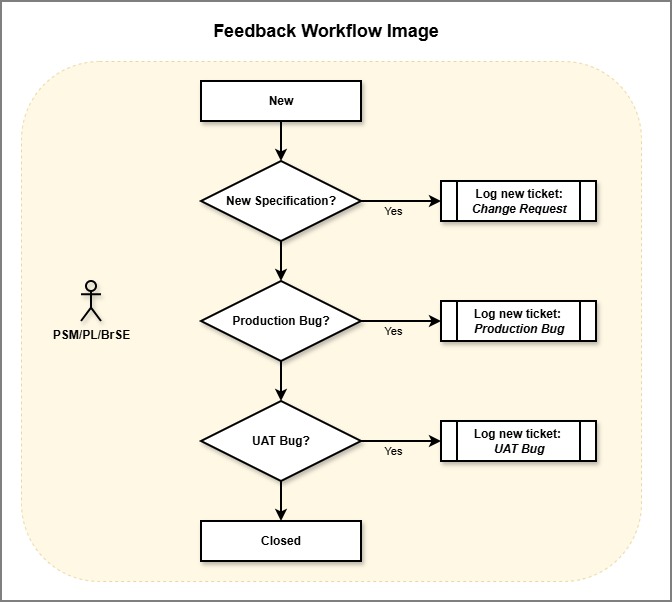 Feedback Workflow Image
New
New Specification?
Yes
Log new ticket:
Change Request
PSM/PL/BrSE
Production Bug?
Yes
Log new ticket:
Production Bug
UAT Bug?
Yes
Log new ticket:
UAT Bug
Closed